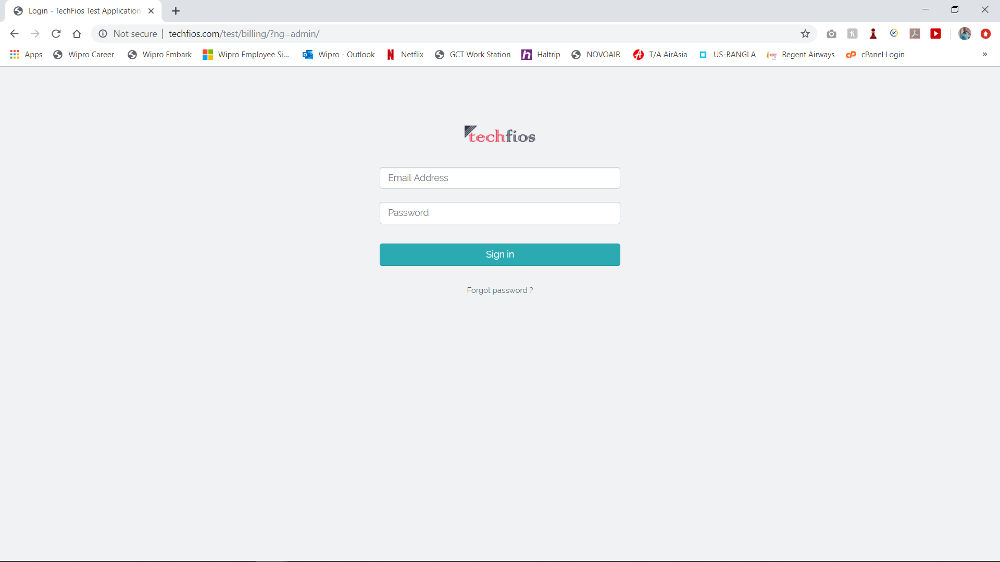 Login - TechFios Test Application
Not secure | techfios.com/test/billing/?ng=admin/
Apps Wipro Career Wipro Embark Wipro Employee Si... Wipro - Outlook Netflix GCT Work Station Haltrip NOVOAIR T/A AirAsia US-BANGLA Regent Airways cPanel Login »
techfios
Email Address
Password
Sign in
Forgot password ?